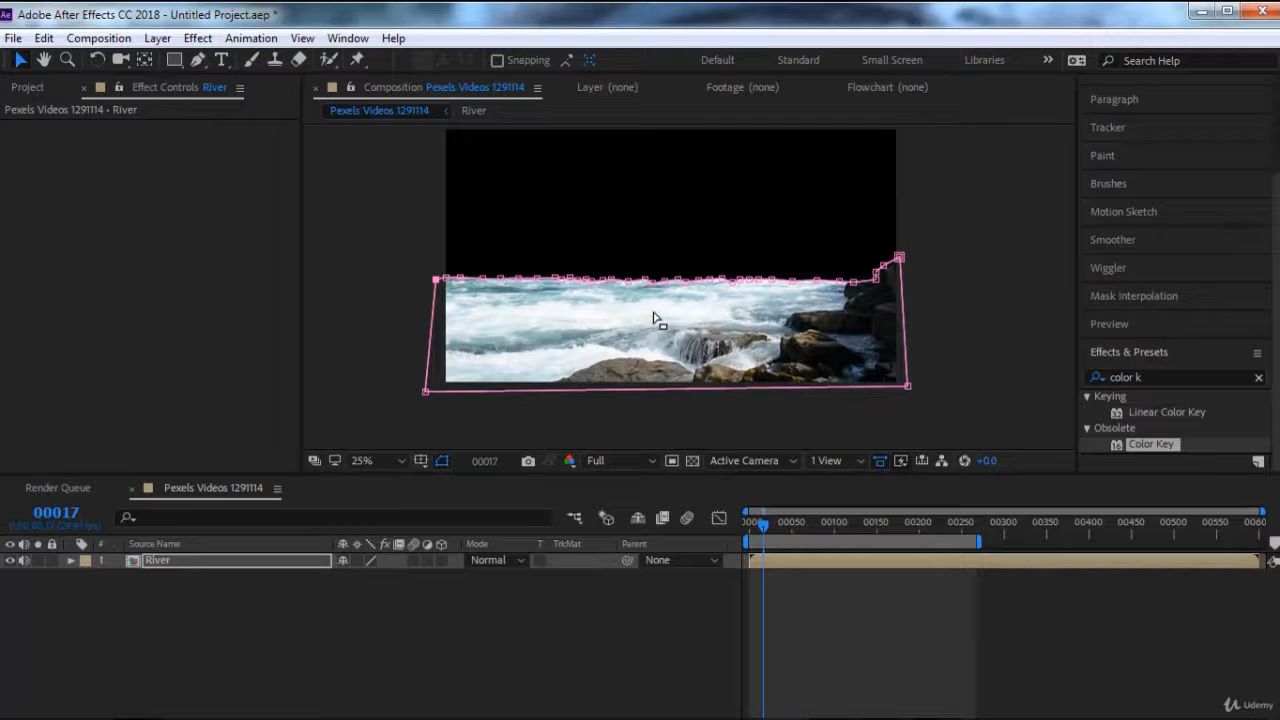 Adobe After Effects CC 2018 - Untitled Project.aep *
File Edit Composition Layer Effect Animation View Window Help
Snapping Default Standard Small Screen Libraries Search Help
Project Effect Controls River Composition Pexels Videos 1291114 Layer (none) Footage (none) Flowchart (none)
Pexels Videos 1291114 • River
Pexels Videos 1291114 River
Paragraph
Tracker
Paint
Brushes
Motion Sketch
Smoother
Wiggler
Mask Interpolation
Preview
Effects & Presets
color k
Keying
Linear Color Key
Obsolete
Color Key
25% 00017 Full Active Camera 1 View +0.0
Render Queue Pexels Videos 1291114
00017
00050 00100 00150 00200 00250 00300 00350 00400 00450 00500 00550
# Source Name Mode T TrkMat Parent
1 River Normal None
Udemy